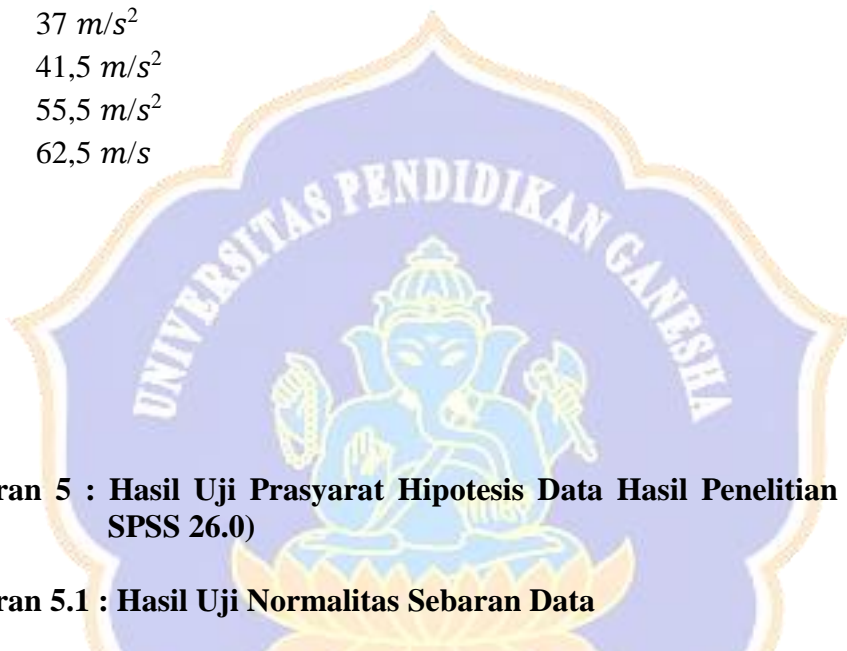 37 m/s²
41,5 m/s²
55,5 m/s²
62,5 m/s
UNIVERSITAS PENDIDIKAN GANESHA
ran 5 : Hasil Uji Prasyarat Hipotesis Data Hasil Penelitian
SPSS 26.0)
ran 5.1 : Hasil Uji Normalitas Sebaran Data